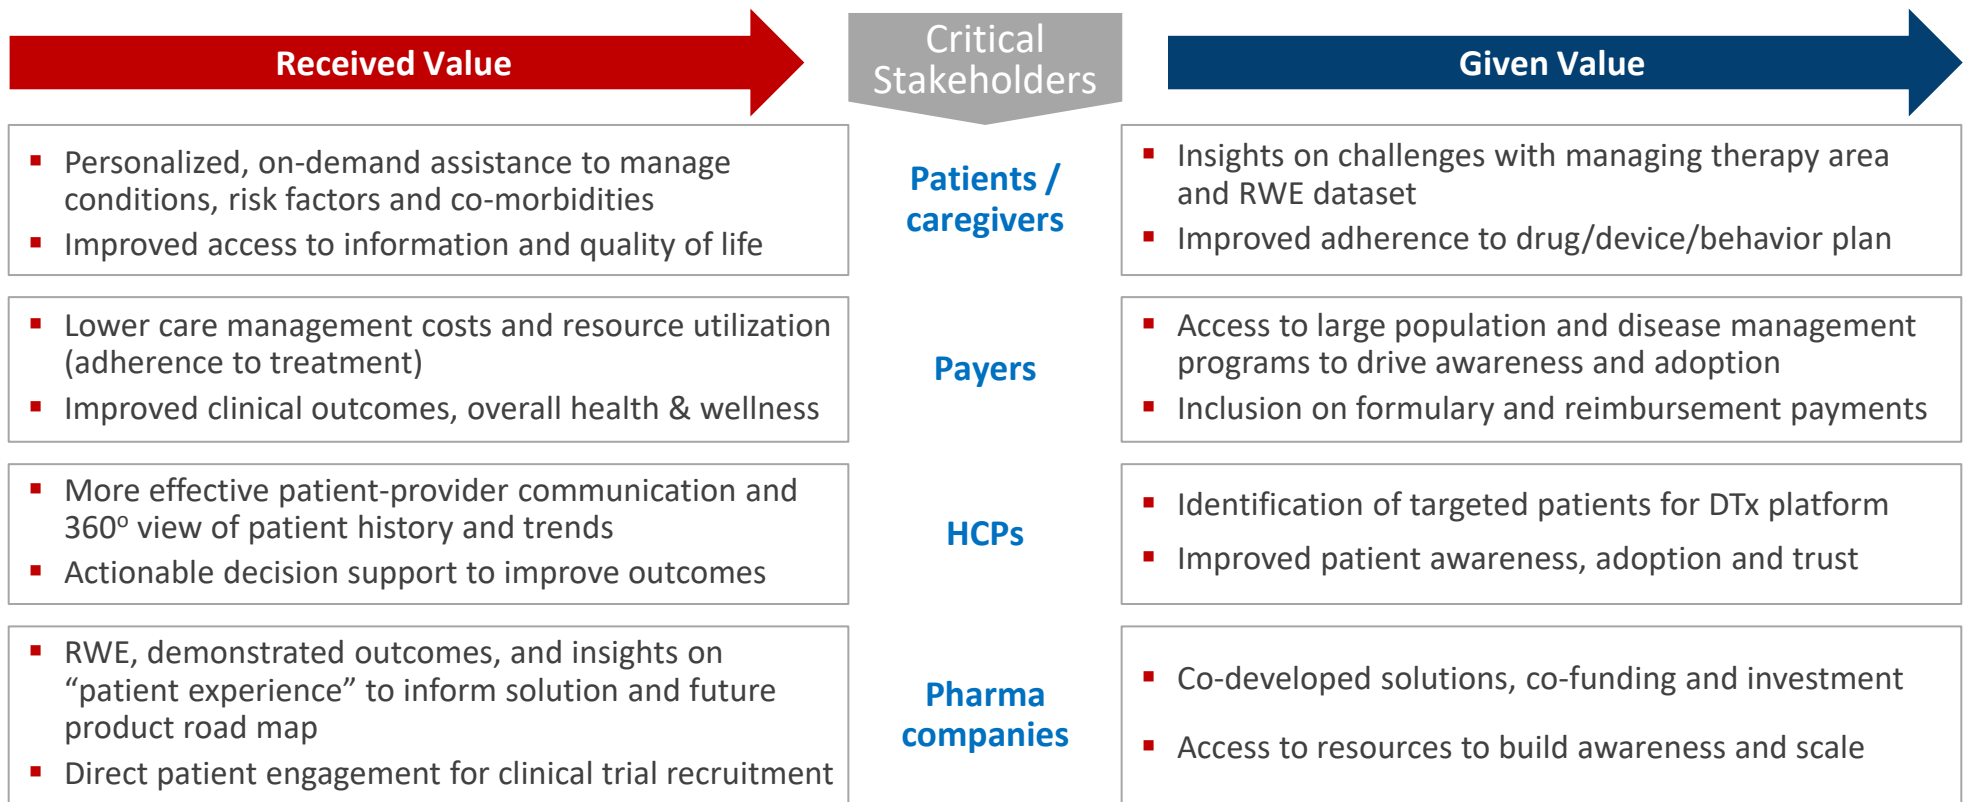 Received Value
Critical
Stakeholders
Given Value
▪ Personalized, on-demand assistance to manage
conditions, risk factors and co-morbidities
▪ Improved access to information and quality of life
Patients /
caregivers
▪ Insights on challenges with managing therapy area
and RWE dataset
▪ Improved adherence to drug/device/behavior plan
▪ Lower care management costs and resource utilization
(adherence to treatment)
▪ Improved clinical outcomes, overall health & wellness
Payers
▪ Access to large population and disease management
programs to drive awareness and adoption
▪ Inclusion on formulary and reimbursement payments
▪ More effective patient-provider communication and
360° view of patient history and trends
▪ Actionable decision support to improve outcomes
HCPs
▪ Identification of targeted patients for DTx platform
▪ Improved patient awareness, adoption and trust
▪ RWE, demonstrated outcomes, and insights on
“patient experience” to inform solution and future
product road map
▪ Direct patient engagement for clinical trial recruitment
Pharma
companies
▪ Co-developed solutions, co-funding and investment
▪ Access to resources to build awareness and scale